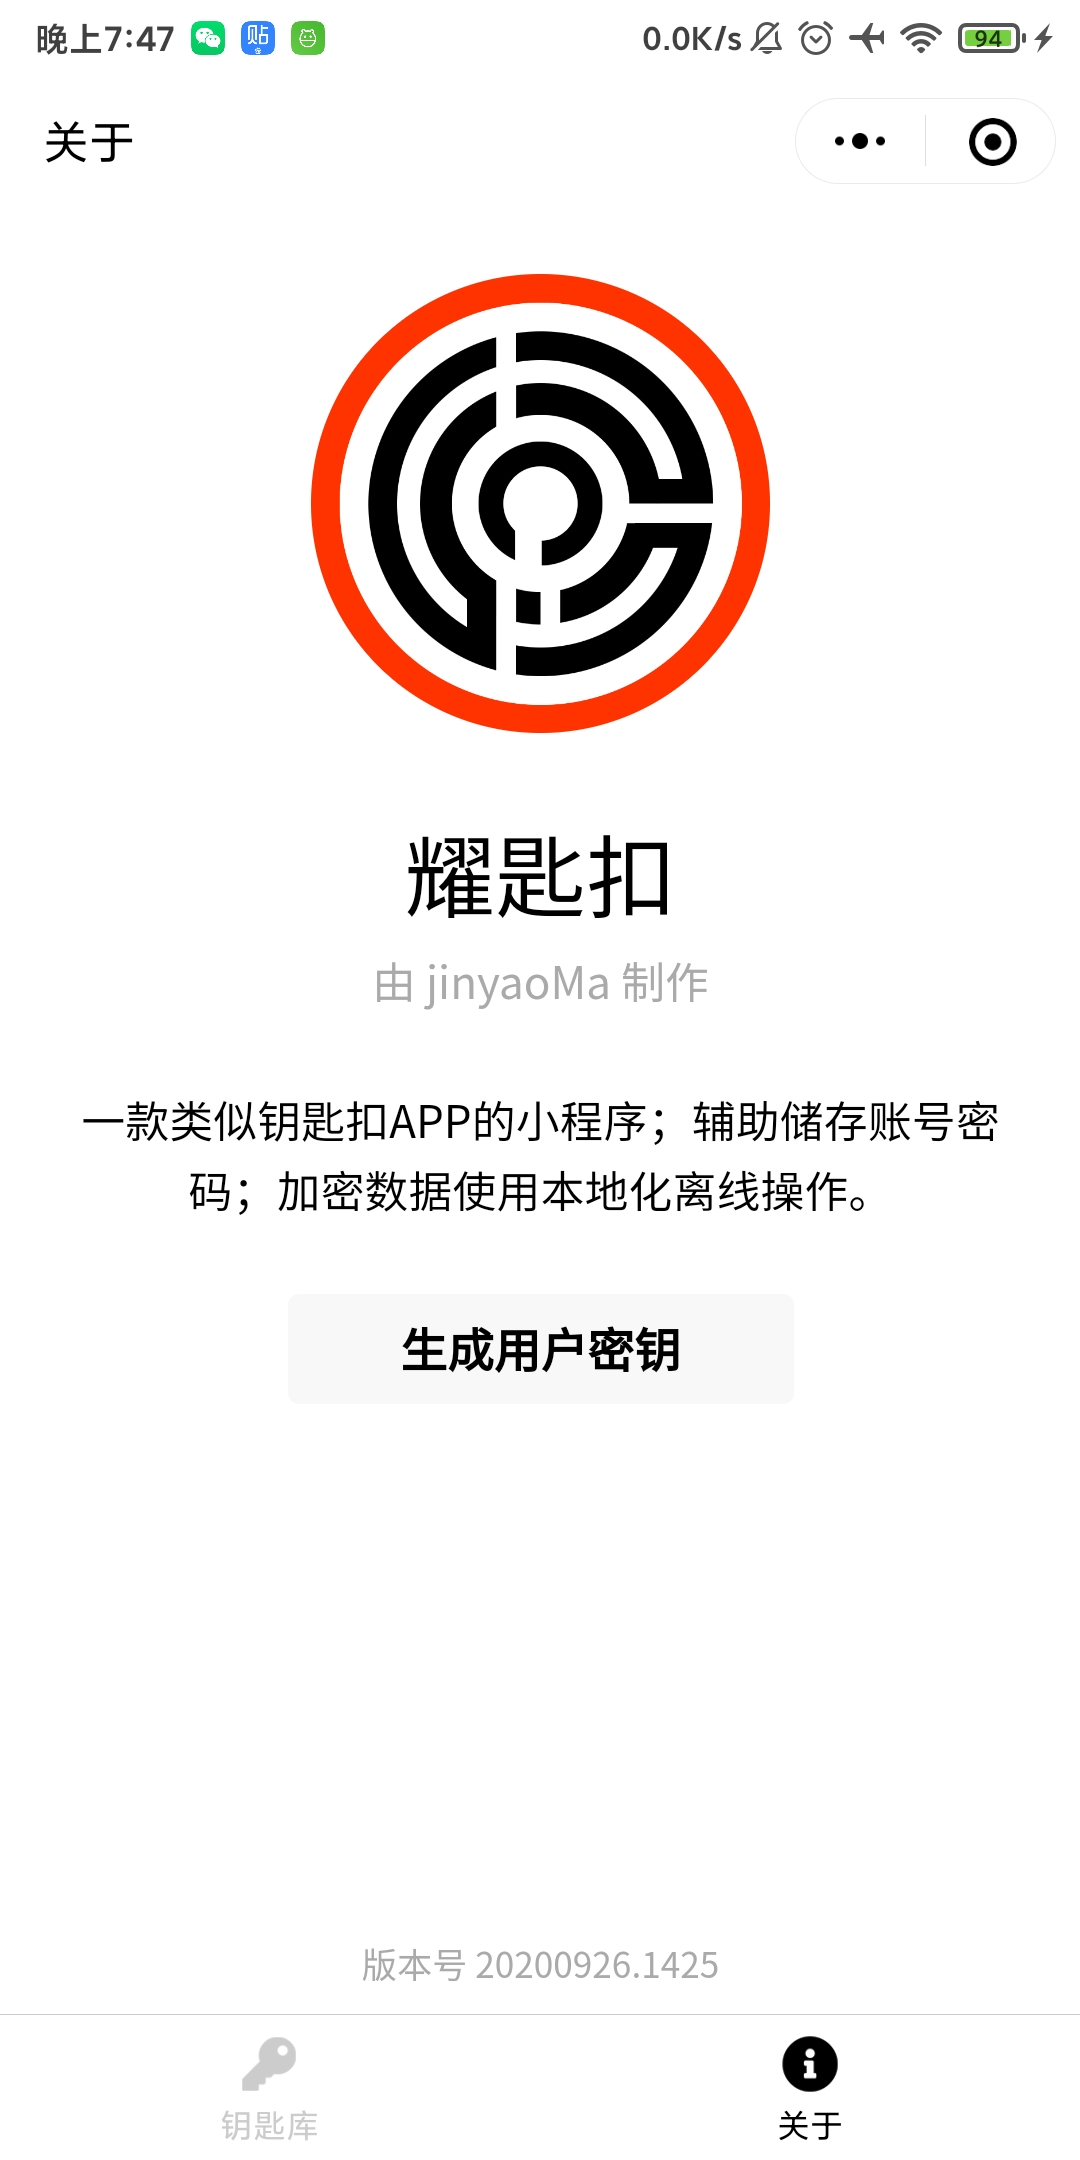 晚上7:47 贴 0.0K/s 94
关于
耀匙扣
由 jinyaoMa 制作
一款类似钥匙扣APP的小程序；辅助储存账号密
码；加密数据使用本地化离线操作。
生成用户密钥
版本号 20200926.1425
钥匙库 关于